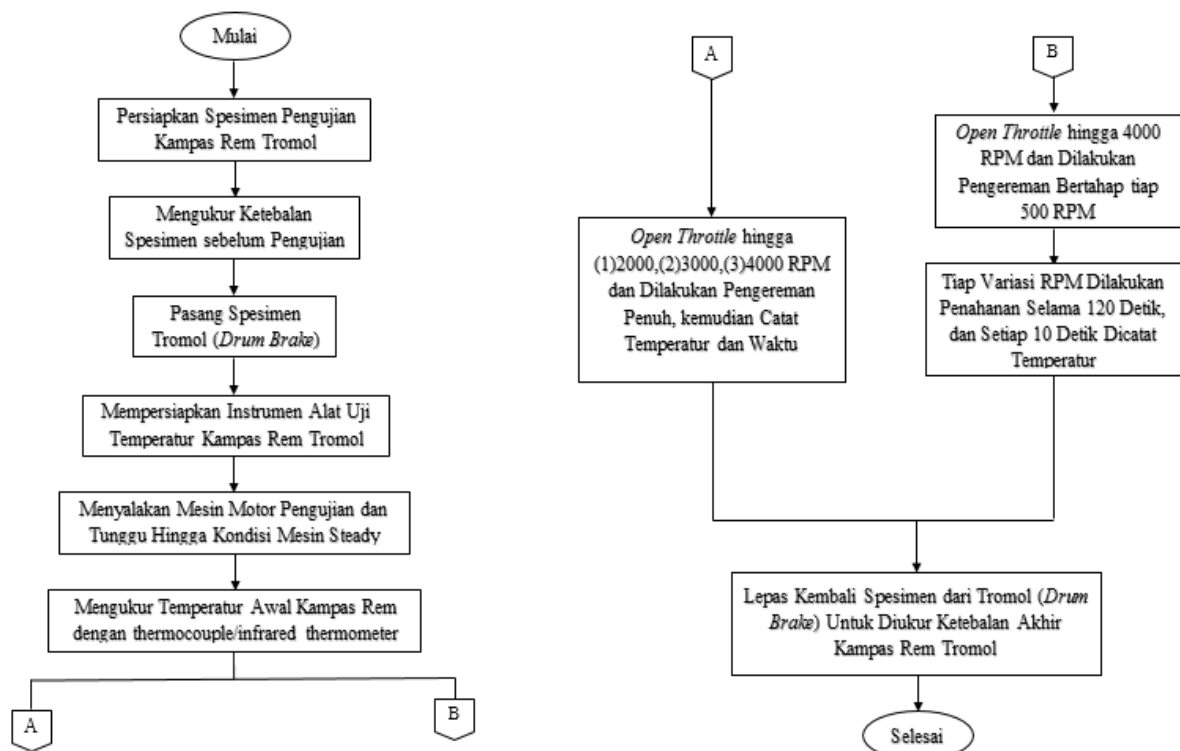 Mulai
Persiapkan Spesimen Pengujian
Kampas Rem Tromol
Mengukur Ketebalan
Spesimen sebelum Pengujian
Pasang Spesimen
Tromol (Drum Brake)
Mempersiapkan Instrumen Alat Uji
Temperatur Kampas Rem Tromol
Menyalakan Mesin Motor Pengujian dan
Tunggu Hingga Kondisi Mesin Steady
Mengukur Temperatur Awal Kampas Rem
dengan thermocouple/infrared thermometer
A
B
A
Open Throttle hingga
(1)2000,(2)3000,(3)4000 RPM
dan Dilakukan Pengereman
Penuh, kemudian Catat
Temperatur dan Waktu
B
Open Throttle hingga 4000
RPM dan Dilakukan
Pengereman Bertahap tiap
500 RPM
Tiap Variasi RPM Dilakukan
Penahanan Selama 120 Detik,
dan Setiap 10 Detik Dicatat
Temperatur
Lepas Kembali Spesimen dari Tromol (Drum
Brake) Untuk Diukur Ketebalan Akhir
Kampas Rem Tromol
Selesai